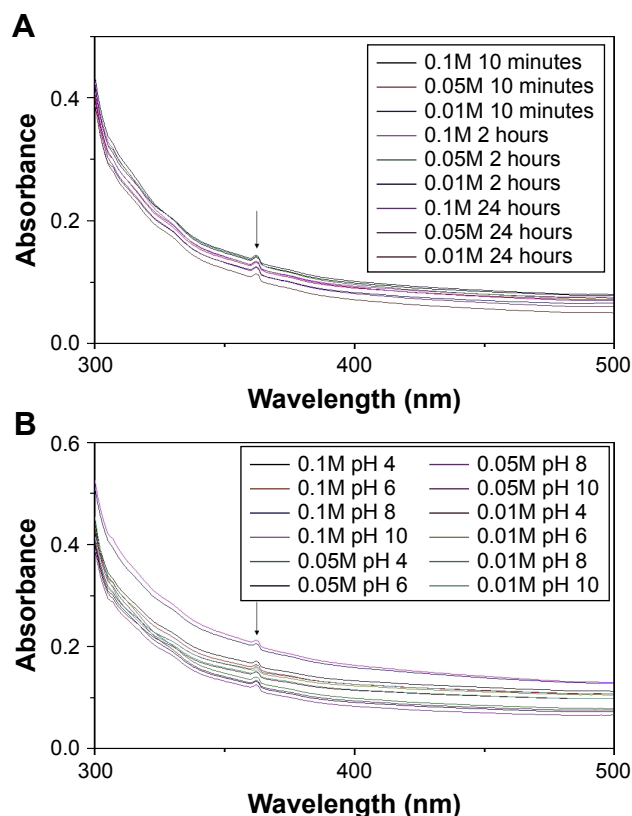 A
Absorbance
0.4
0.2
0.0
0.1M 10 minutes
0.05M 10 minutes
0.01M 10 minutes
0.1M 2 hours
0.05M 2 hours
0.01M 2 hours
0.1M 24 hours
0.05M 24 hours
0.01M 24 hours
300 400 500
Wavelength (nm)
B
Absorbance
0.6
0.4
0.2
0.0
0.1M pH 4
0.1M pH 6
0.1M pH 8
0.1M pH 10
0.05M pH 4
0.05M pH 6
0.05M pH 8
0.05M pH 10
0.01M pH 4
0.01M pH 6
0.01M pH 8
0.01M pH 10
300 400 500
Wavelength (nm)